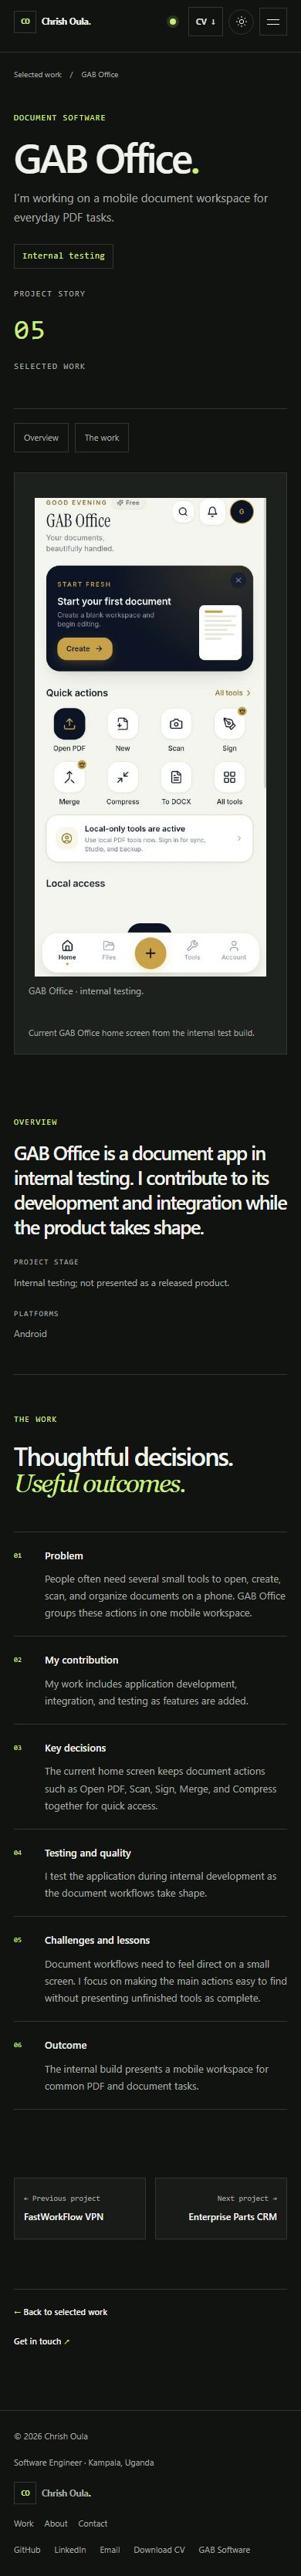 CO Chrish Oula. CV ↓
Selected work / GAB Office
DOCUMENT SOFTWARE
GAB Office.
I'm working on a mobile document workspace for
everyday PDF tasks.
Internal testing
PROJECT STORY
05
SELECTED WORK
Overview The work
GOOD EVENING Free
GAB Office G
Your documents,
beautifully handled.
START FRESH
Start your first document
Create a blank workspace and
begin editing.
Create →
Quick actions All tools >
Open PDF New Scan Sign
Merge Compress To DOCX All tools
Local-only tools are active
Use local PDF tools now. Sign in for sync,
Studio, and backup.
Local access
Home Files Tools Account
GAB Office · internal testing.
Current GAB Office home screen from the internal test build.
OVERVIEW
GAB Office is a document app in
internal testing. I contribute to its
development and integration while
the product takes shape.
PROJECT STAGE
Internal testing; not presented as a released product.
PLATFORMS
Android
THE WORK
Thoughtful decisions.
Useful outcomes.
01 Problem
People often need several small tools to open, create,
scan, and organize documents on a phone. GAB Office
groups these actions in one mobile workspace.
02 My contribution
My work includes application development,
integration, and testing as features are added.
03 Key decisions
The current home screen keeps document actions
such as Open PDF, Scan, Sign, Merge, and Compress
together for quick access.
04 Testing and quality
I test the application during internal development as
the document workflows take shape.
05 Challenges and lessons
Document workflows need to feel direct on a small
screen. I focus on making the main actions easy to find
without presenting unfinished tools as complete.
06 Outcome
The internal build presents a mobile workspace for
common PDF and document tasks.
← Previous project Next project →
FastWorkFlow VPN Enterprise Parts CRM
← Back to selected work
Get in touch ↗
© 2026 Chrish Oula
Software Engineer · Kampala, Uganda
CO Chrish Oula.
Work About Contact
GitHub LinkedIn Email Download CV GAB Software